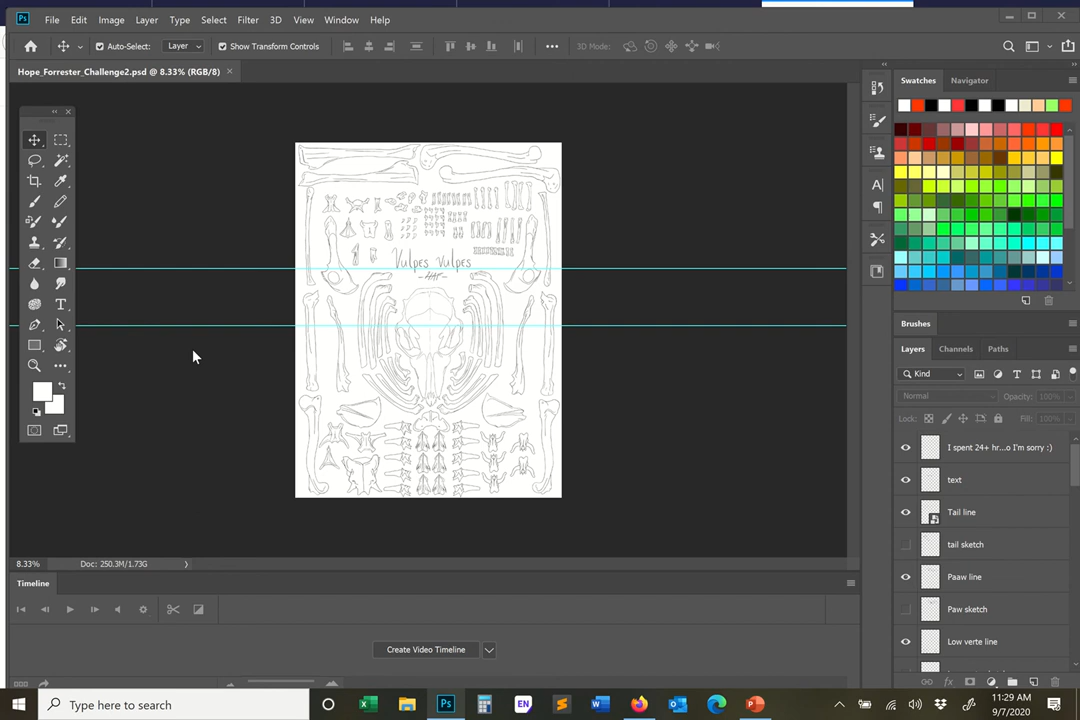 Ps File Edit Image Layer Type Select Filter 3D View Window Help
Auto-Select: Layer Show Transform Controls 3D Mode:
Hope_Forrester_Challenge2.psd @ 8.33% (RGB/8)
Swatches Navigator
Vulpes Vulpes
Brushes
Layers Channels Paths
Kind
Normal Opacity: 100%
Lock: Fill: 100%
I spent 24+ hr...o I'm sorry :)
text
Tail line
tail sketch
Paaw line
Paw sketch
Low verte line
8.33% Doc: 250.3M/1.73G
Timeline
Create Video Timeline
Type here to search
11:29 AM
9/7/2020